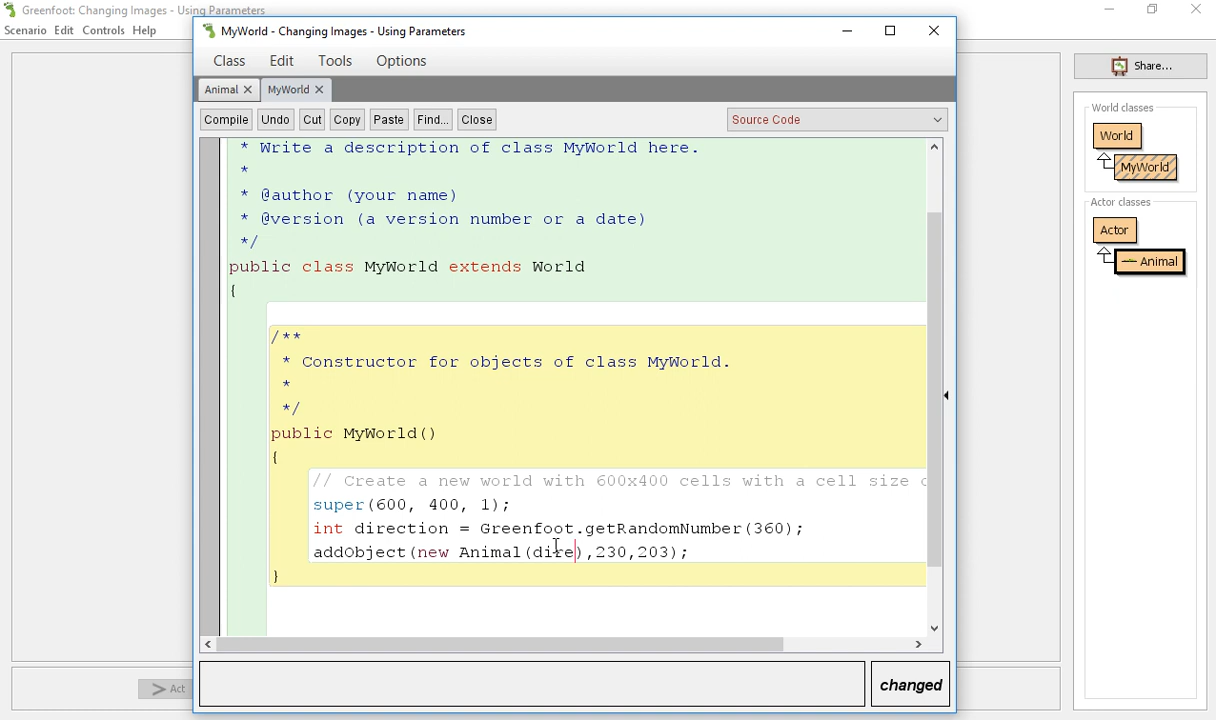 Greenfoot: Changing Images - Using Parameters
Scenario Edit Controls Help
MyWorld - Changing Images - Using Parameters
Class Edit Tools Options
Animal MyWorld
Compile Undo Cut Copy Paste Find... Close Source Code
* Write a description of class MyWorld here.
*
* @author (your name)
* @version (a version number or a date)
*/
public class MyWorld extends World
{
/**
* Constructor for objects of class MyWorld.
*
*/
public MyWorld()
{
// Create a new world with 600x400 cells with a cell size
super(600, 400, 1);
int direction = Greenfoot.getRandomNumber(360);
addObject(new Animal(dire),230,203);
}
changed
> Act
Share...
World classes
World
MyWorld
Actor classes
Actor
Animal